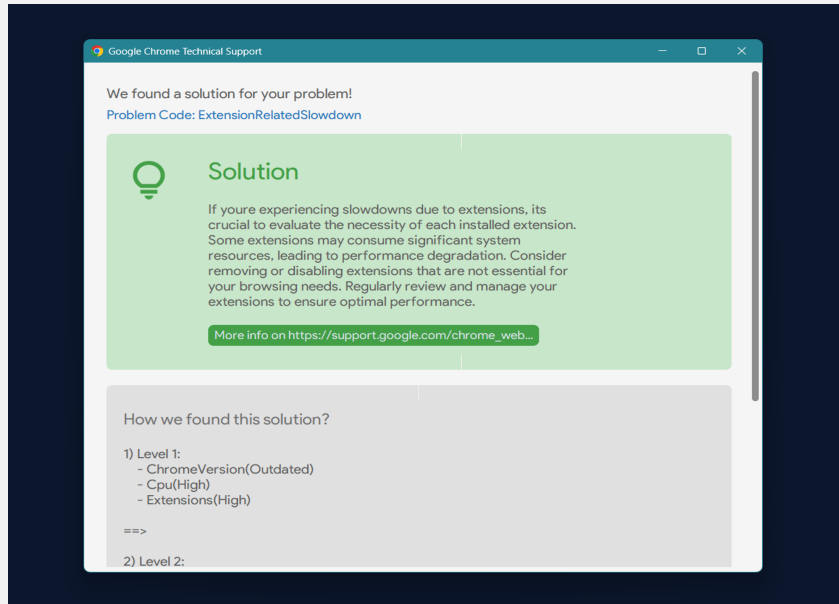 Google Chrome Technical Support
We found a solution for your problem!
Problem Code: ExtensionRelatedSlowdown
Solution
If youre experiencing slowdowns due to extensions, its
crucial to evaluate the necessity of each installed extension.
Some extensions may consume significant system
resources, leading to performance degradation. Consider
removing or disabling extensions that are not essential for
your browsing needs. Regularly review and manage your
extensions to ensure optimal performance.
More info on https://support.google.com/chrome_web...
How we found this solution?
1) Level 1:
- ChromeVersion(Outdated)
- Cpu(High)
- Extensions(High)
==>
2) Level 2: